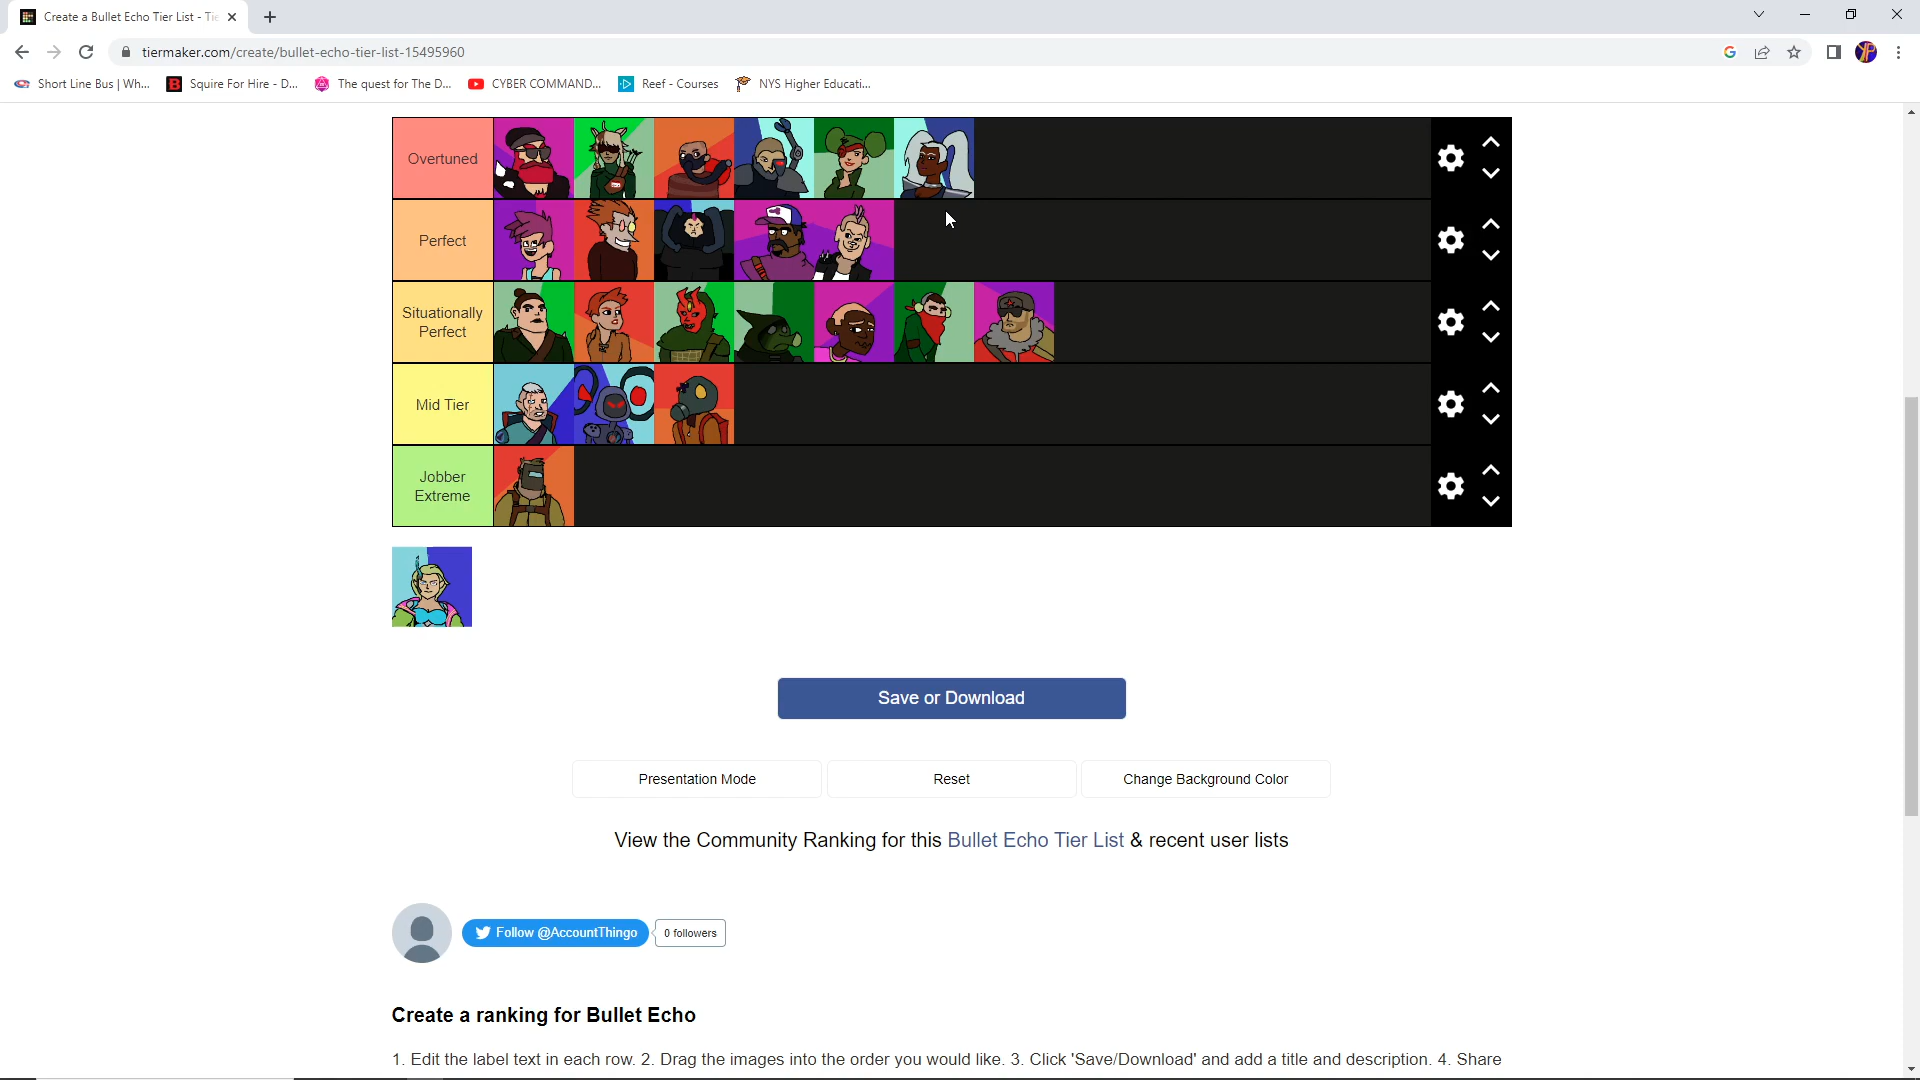 Create a Bullet Echo Tier List - Tie
tiermaker.com/create/bullet-echo-tier-list-15495960
Short Line Bus | Wh... Squire For Hire - D... The quest for The D... CYBER COMMAND... Reef - Courses NYS Higher Educati...
Overtuned
Perfect
Situationally
Perfect
Mid Tier
Jobber
Extreme
Save or Download
Presentation Mode Reset Change Background Color
View the Community Ranking for this Bullet Echo Tier List & recent user lists
Follow @AccountThingo 0 followers
Create a ranking for Bullet Echo
1. Edit the label text in each row. 2. Drag the images into the order you would like. 3. Click 'Save/Download' and add a title and description. 4. Share